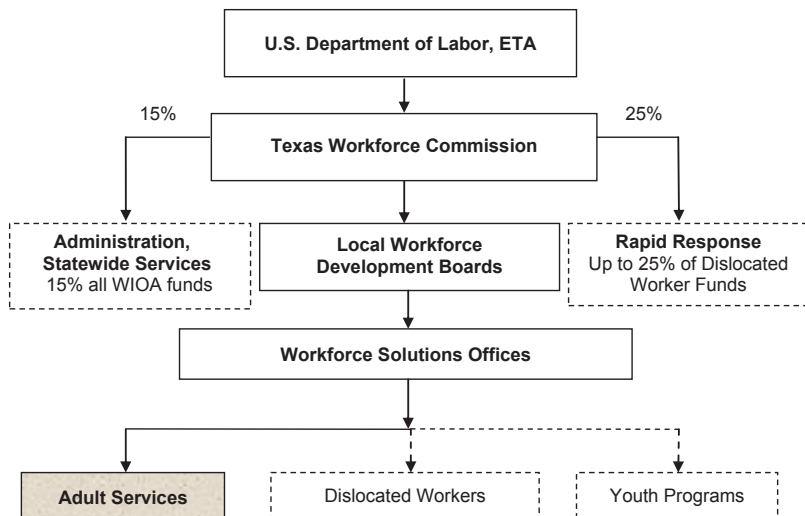 U.S. Department of Labor, ETA
15%
25%
Texas Workforce Commission
Administration,
Statewide Services
15% all WIOA funds
Local Workforce
Development Boards
Rapid Response
Up to 25% of Dislocated
Worker Funds
Workforce Solutions Offices
Adult Services
Dislocated Workers
Youth Programs